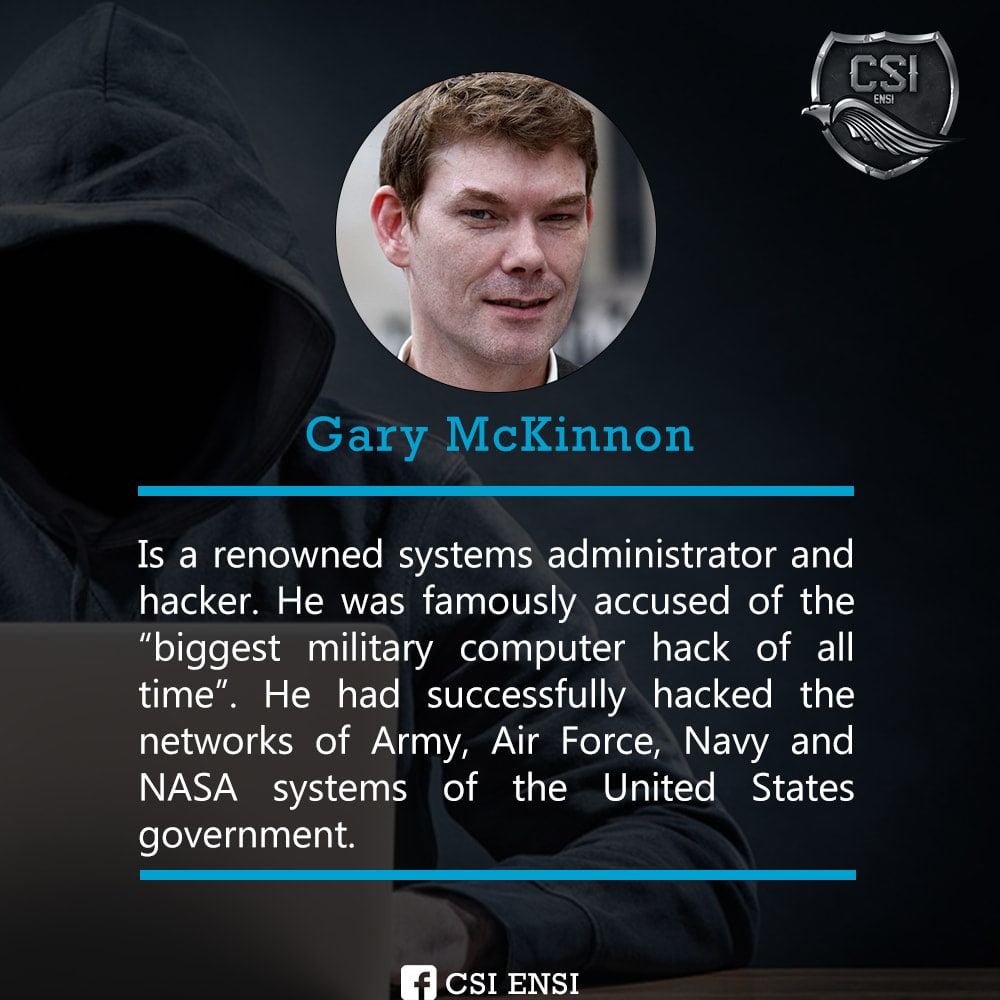 CSI
ENSI
Gary McKinnon
Is a renowned systems administrator and
hacker. He was famously accused of the
“biggest military computer hack of all
time”. He had successfully hacked the
networks of Army, Air Force, Navy and
NASA systems of the United States
government.
f CSI ENSI